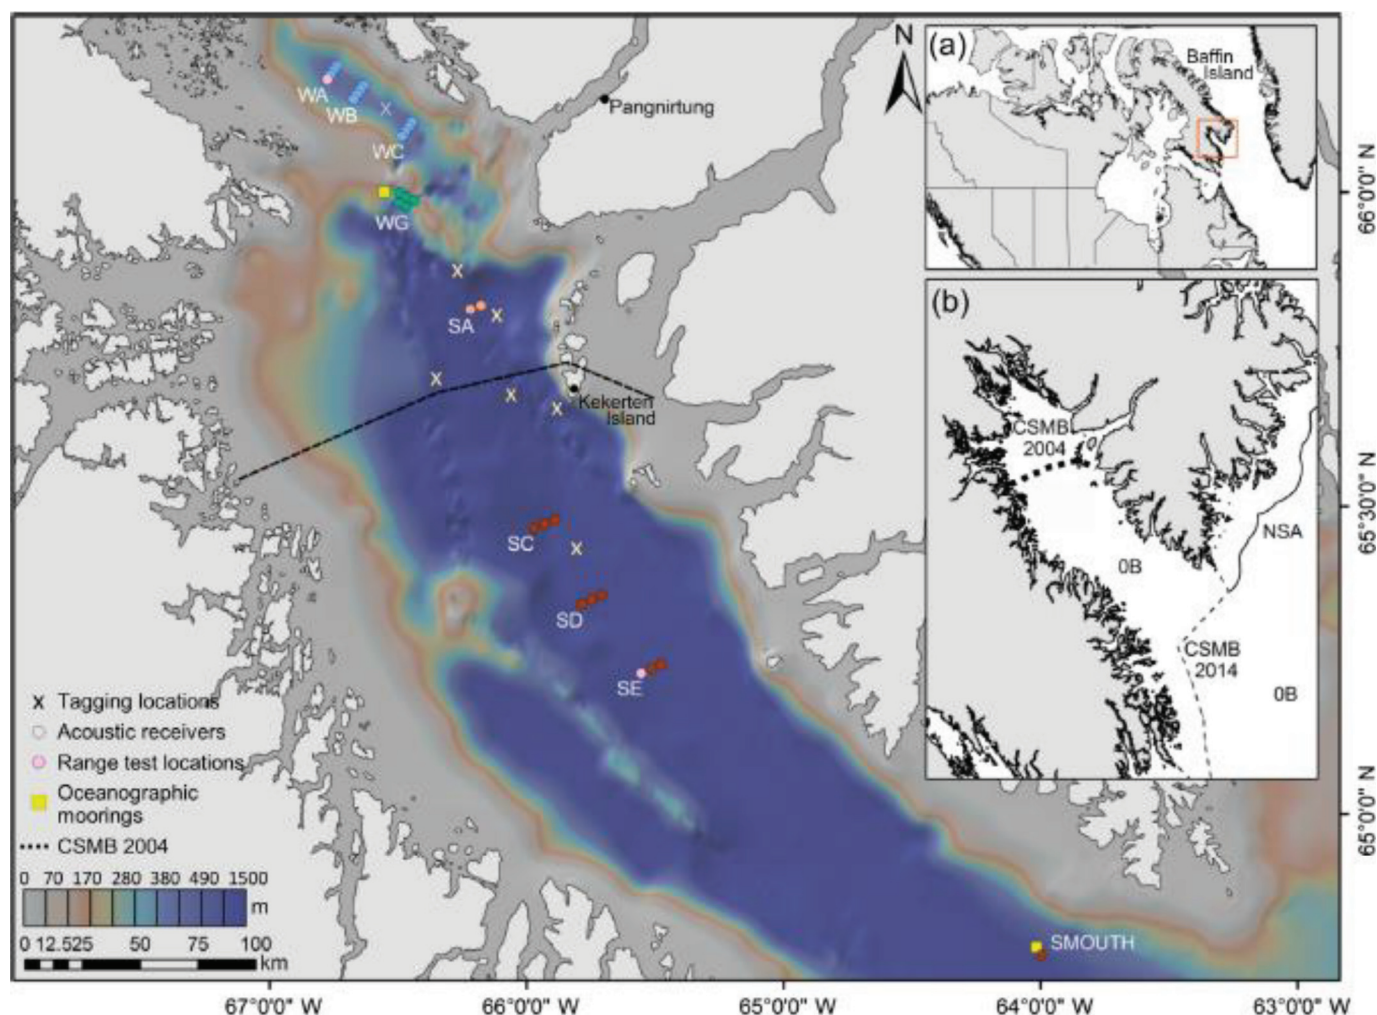 N
(a)
Baffin
Island
Pangnirtung
WA
WB
WC
WG
66°0'0" N
(b)
SA
Kekerten
Island
CSMB
2004
65°30'0" N
NSA
SC
0B
SD
CSMB
2014
SE
0B
X Tagging locations
Acoustic receivers
Range test locations
Oceanographic
moorings
CSMB 2004
65°0'0" N
0 70 170 280 380 490 1500
m
0 12.525 50 75 100
km
SMOUTH
67°0'0" W 66°0'0" W 65°0'0" W 64°0'0" W 63°0'0" W